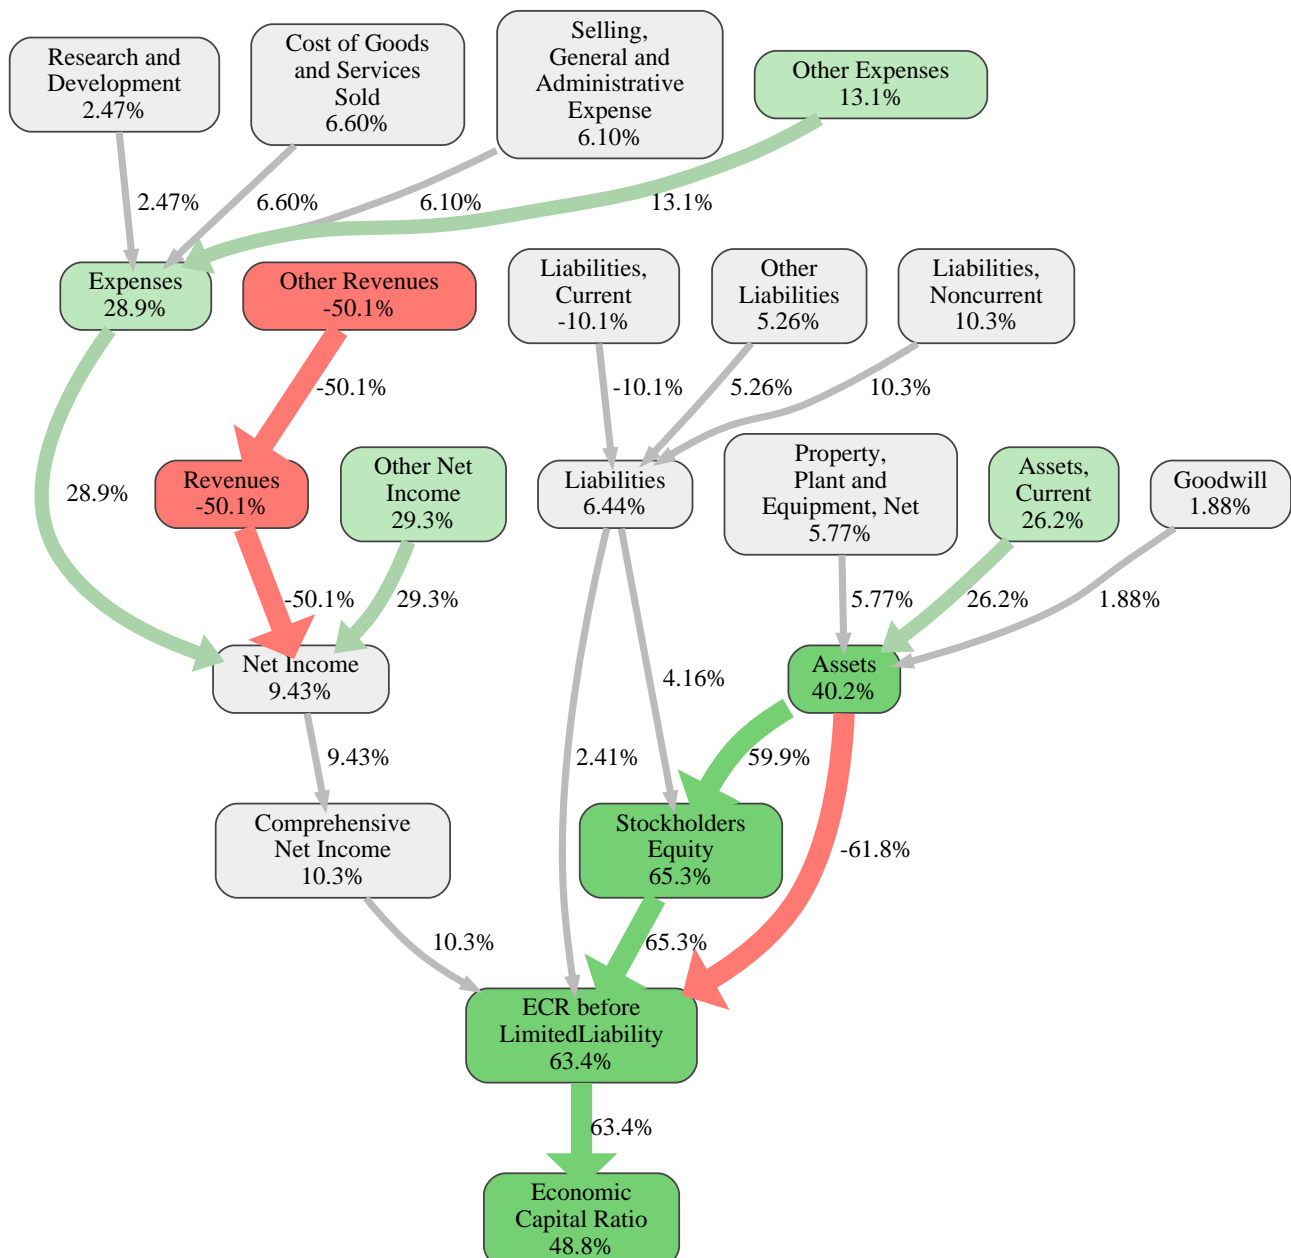 Research and
Development
2.47%
Cost of Goods
and Services
Sold
6.60%
Selling,
General and
Administrative
Expense
6.10%
Other Expenses
13.1%
2.47%
6.60%
6.10%
13.1%
Expenses
28.9%
Other Revenues
-50.1%
Liabilities,
Current
-10.1%
Other
Liabilities
5.26%
Liabilities,
Noncurrent
10.3%
-50.1%
-10.1%
5.26%
10.3%
28.9%
Revenues
-50.1%
Other Net
Income
29.3%
Liabilities
6.44%
Property,
Plant and
Equipment, Net
5.77%
Assets,
Current
26.2%
Goodwill
1.88%
-50.1%
29.3%
5.77%
26.2%
1.88%
Net Income
9.43%
4.16%
Assets
40.2%
9.43%
2.41%
59.9%
Comprehensive
Net Income
10.3%
Stockholders
Equity
65.3%
-61.8%
10.3%
65.3%
ECR before
LimitedLiability
63.4%
63.4%
Economic
Capital Ratio
48.8%